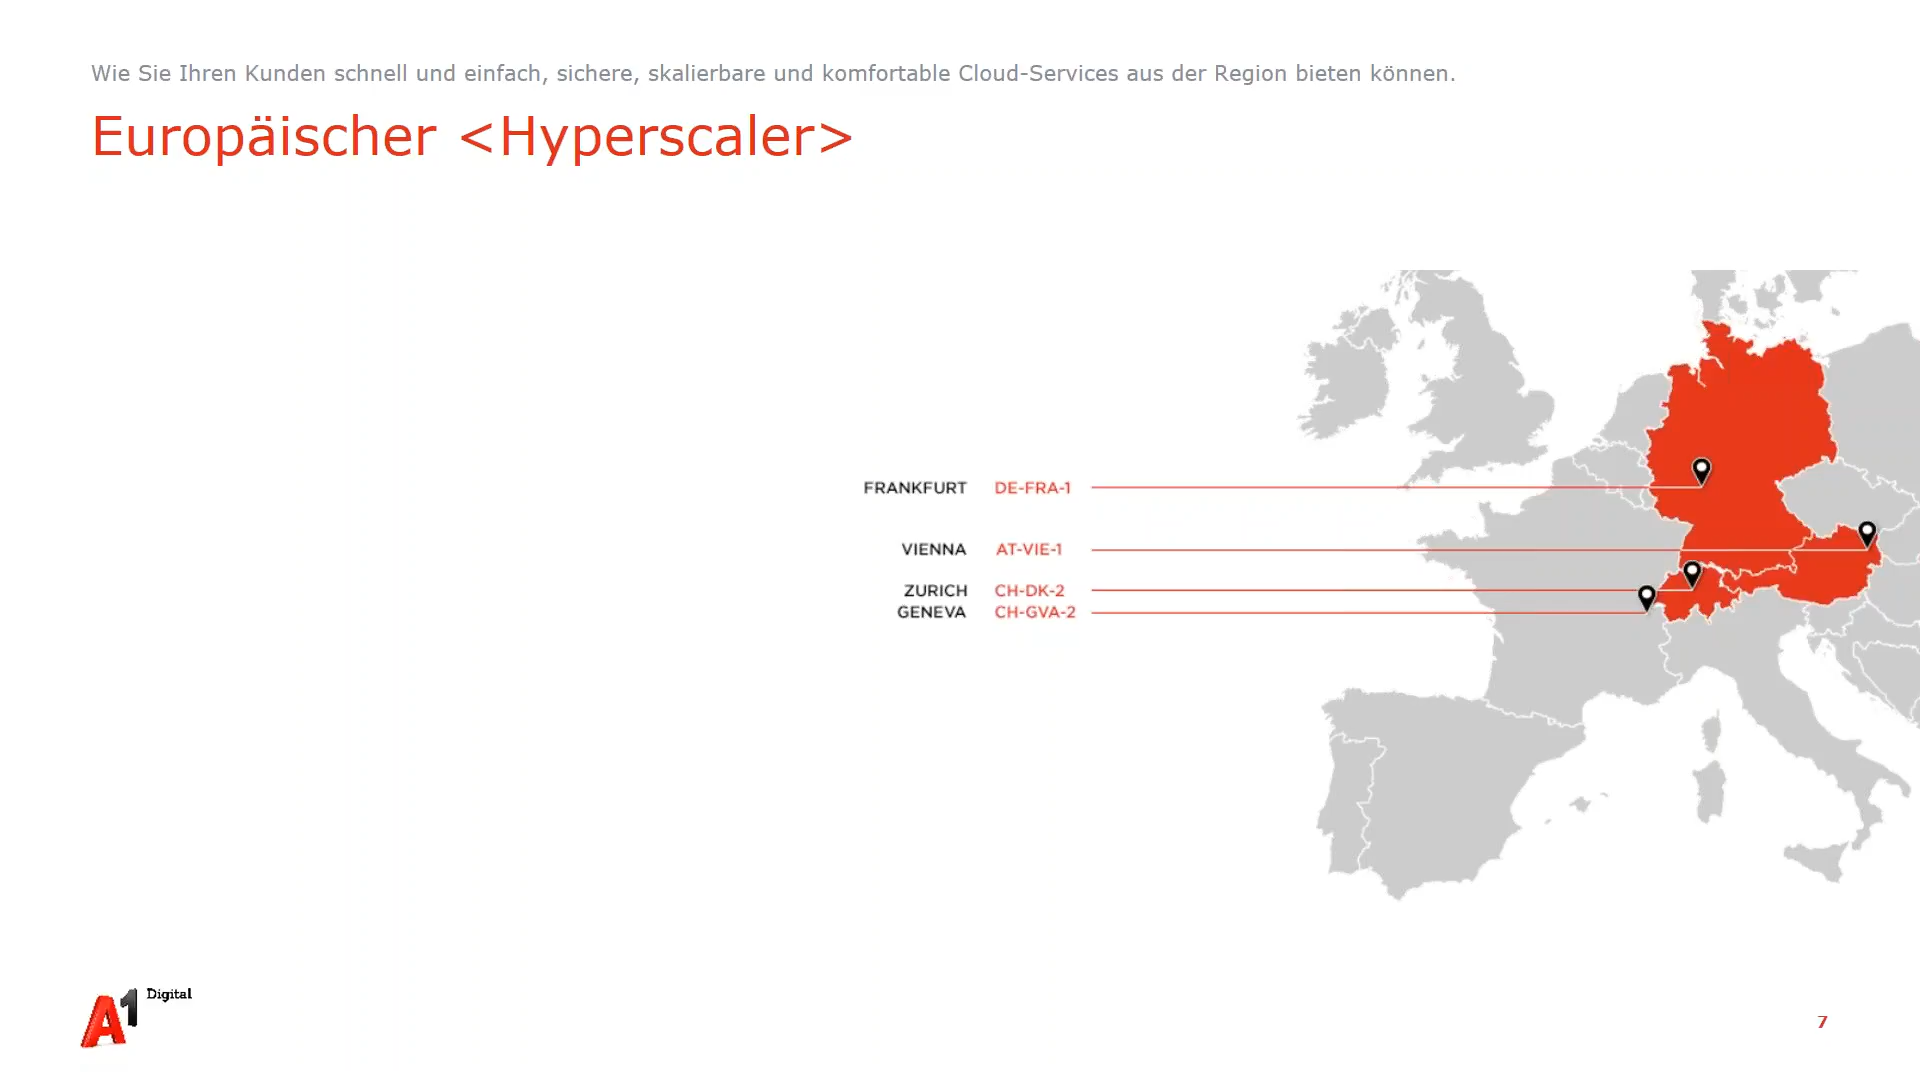 Wie Sie Ihren Kunden schnell und einfach, sichere, skalierbare und komfortable Cloud-Services aus der Region bieten können.
Europäischer <Hyperscaler>
FRANKFURT DE-FRA-1
VIENNA AT-VIE-1
ZURICH CH-DK-2
GENEVA CH-GVA-2
A1 Digital
7